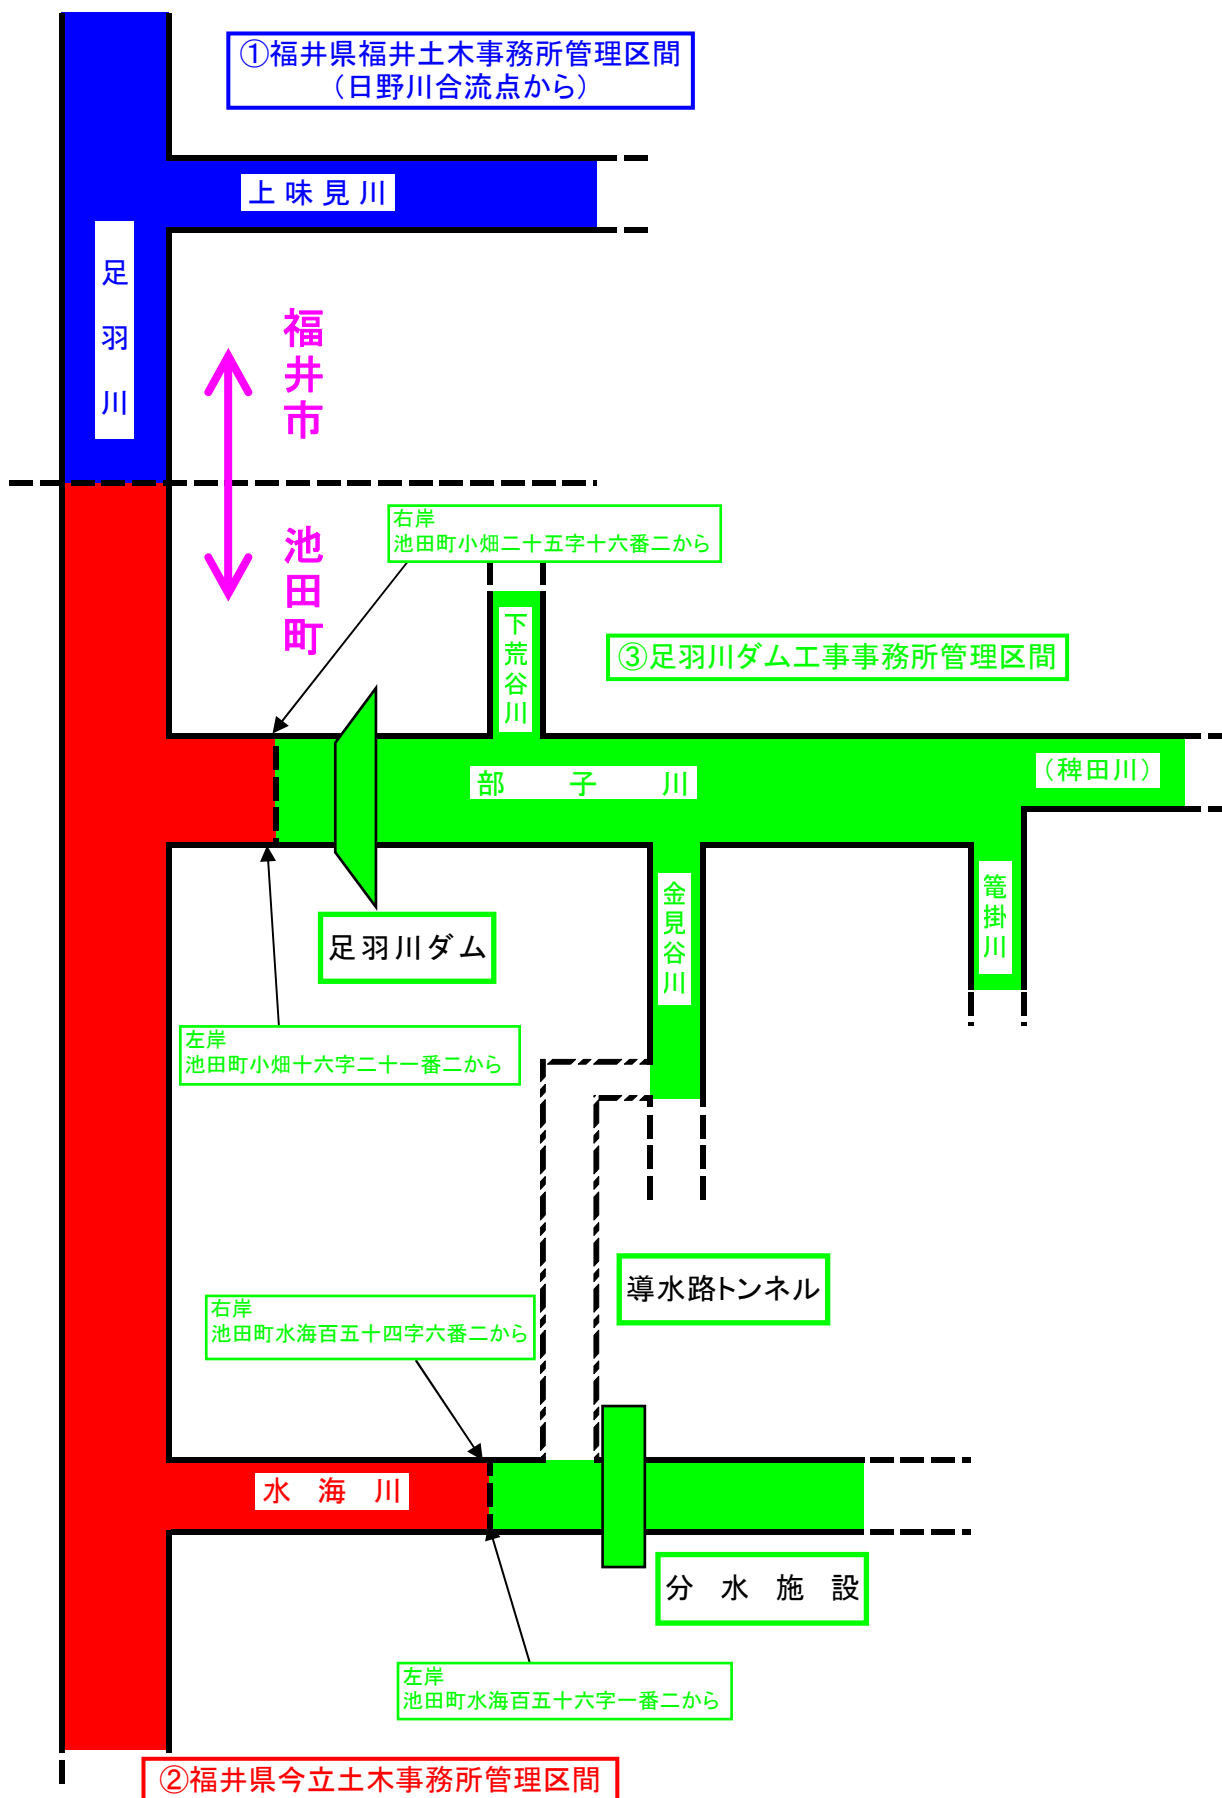 ①福井県福井土木事務所管理区間
（日野川合流点から）
上味見川
足羽川
福井市
池田町
右岸
池田町小畑二十五字十六番二から
下荒谷川
③足羽川ダム工事事務所管理区間
部子川
（稗田川）
金見谷川
篭掛川
足羽川ダム
左岸
池田町小畑十六字二十一番二から
導水路トンネル
右岸
池田町水海百五十四字六番二から
水海川
分水施設
左岸
池田町水海百五十六字一番二から
②福井県今立土木事務所管理区間